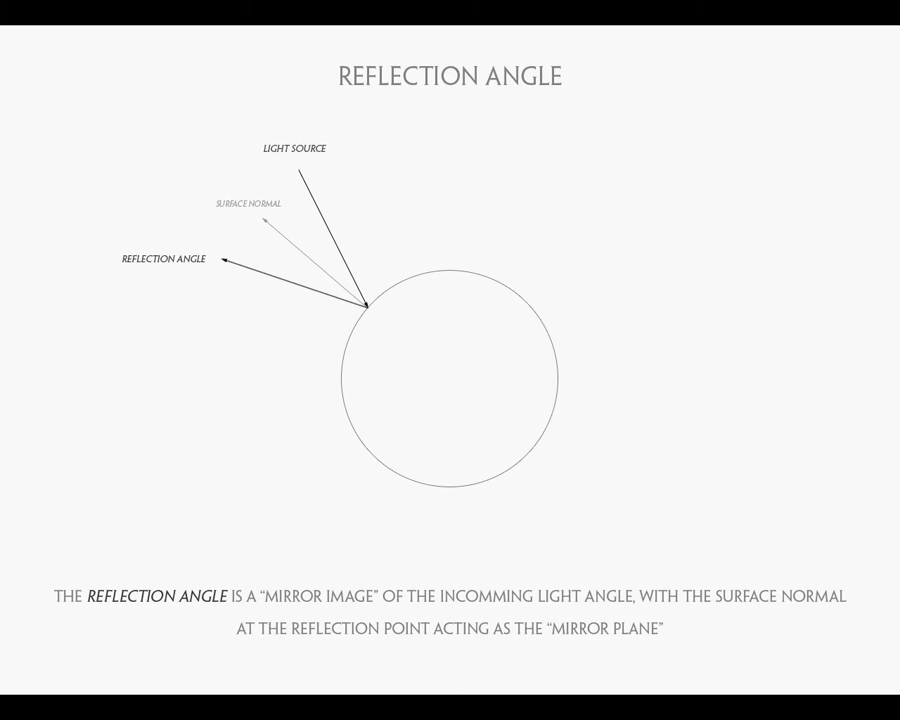 REFLECTION ANGLE
LIGHT SOURCE
SURFACE NORMAL
REFLECTION ANGLE
THE REFLECTION ANGLE IS A “MIRROR IMAGE” OF THE INCOMMING LIGHT ANGLE, WITH THE SURFACE NORMAL
AT THE REFLECTION POINT ACTING AS THE “MIRROR PLANE”